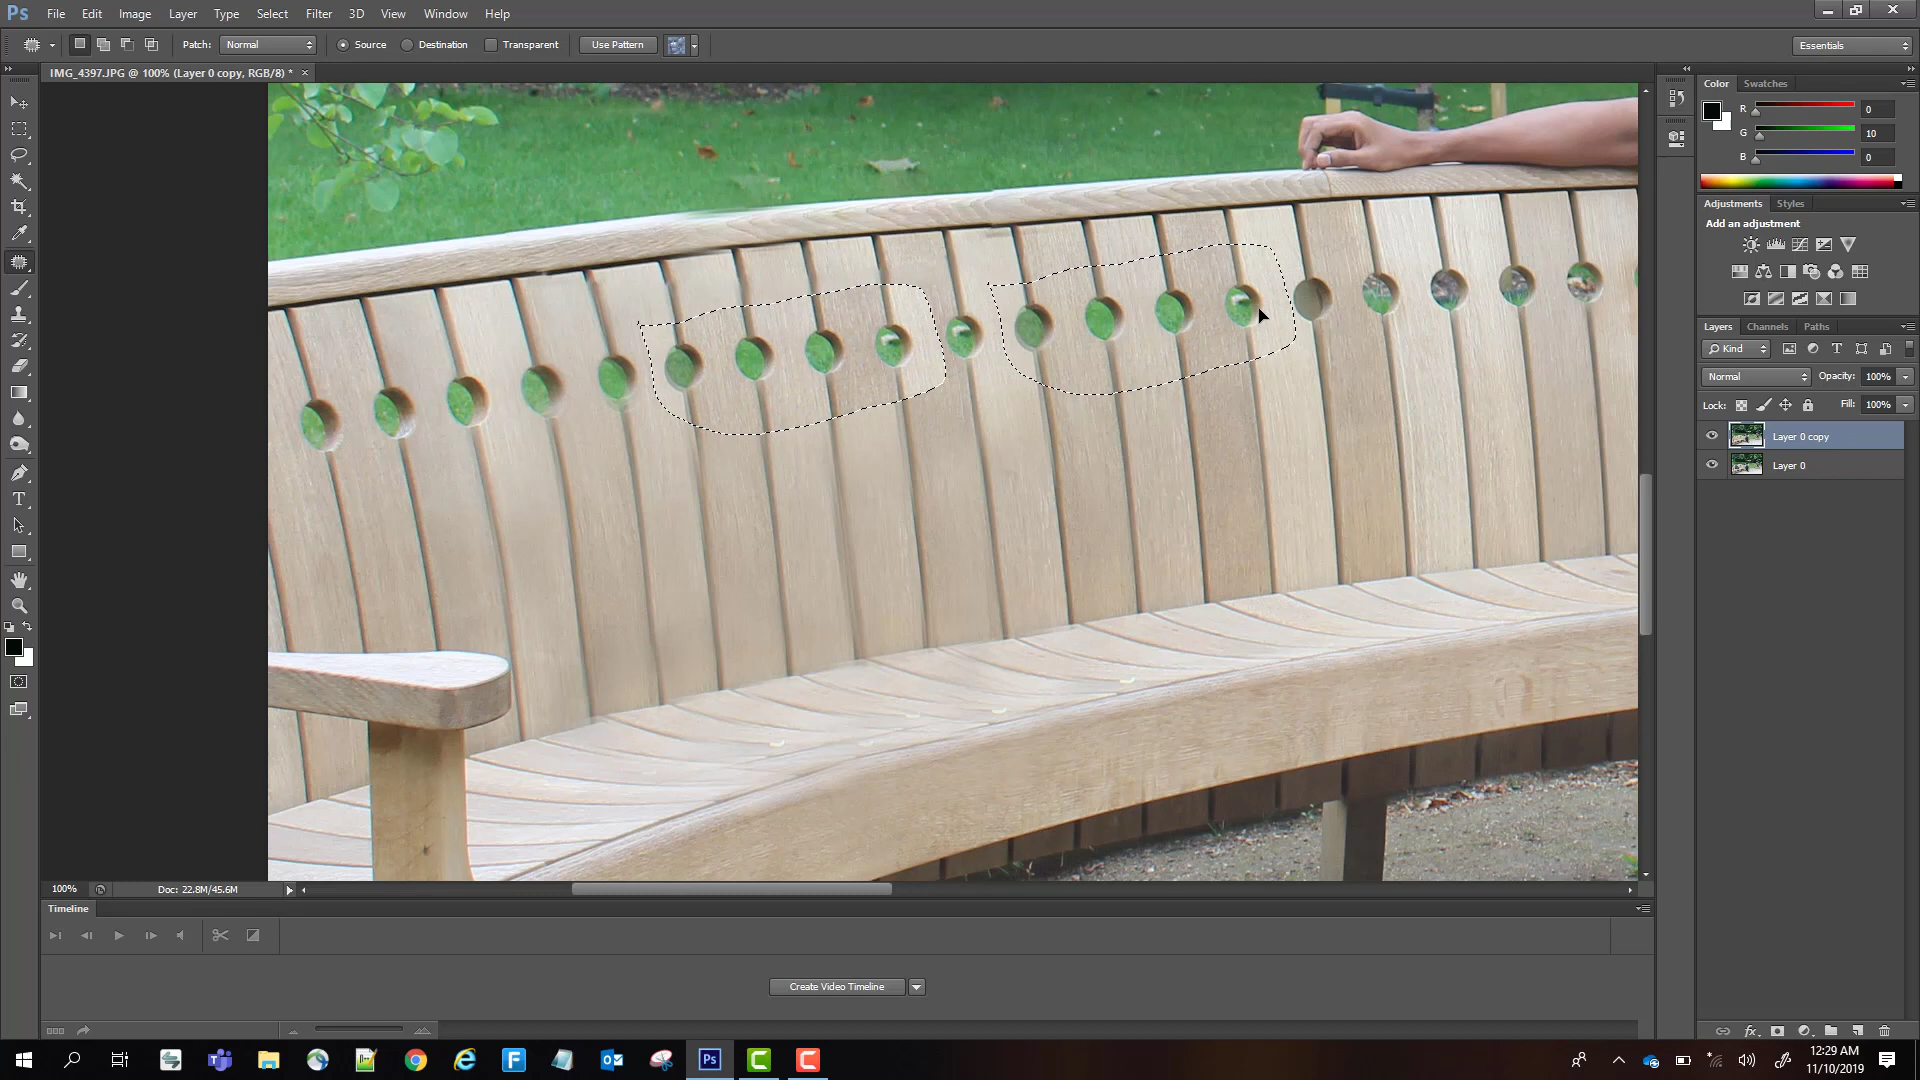 Ps File Edit Image Layer Type Select Filter 3D View Window Help
Patch: Normal Source Destination Transparent Use Pattern Essentials
IMG_4397.JPG @ 100% (Layer 0 copy, RGB/8) * ×
Color Swatches
R 0
G 10
B 0
Adjustments Styles
Add an adjustment
Layers Channels Paths
Kind
Normal Opacity: 100%
Lock: Fill: 100%
Layer 0 copy
Layer 0
100% Doc: 22.8M/45.6M
Timeline
Create Video Timeline
12:29 AM
11/10/2019